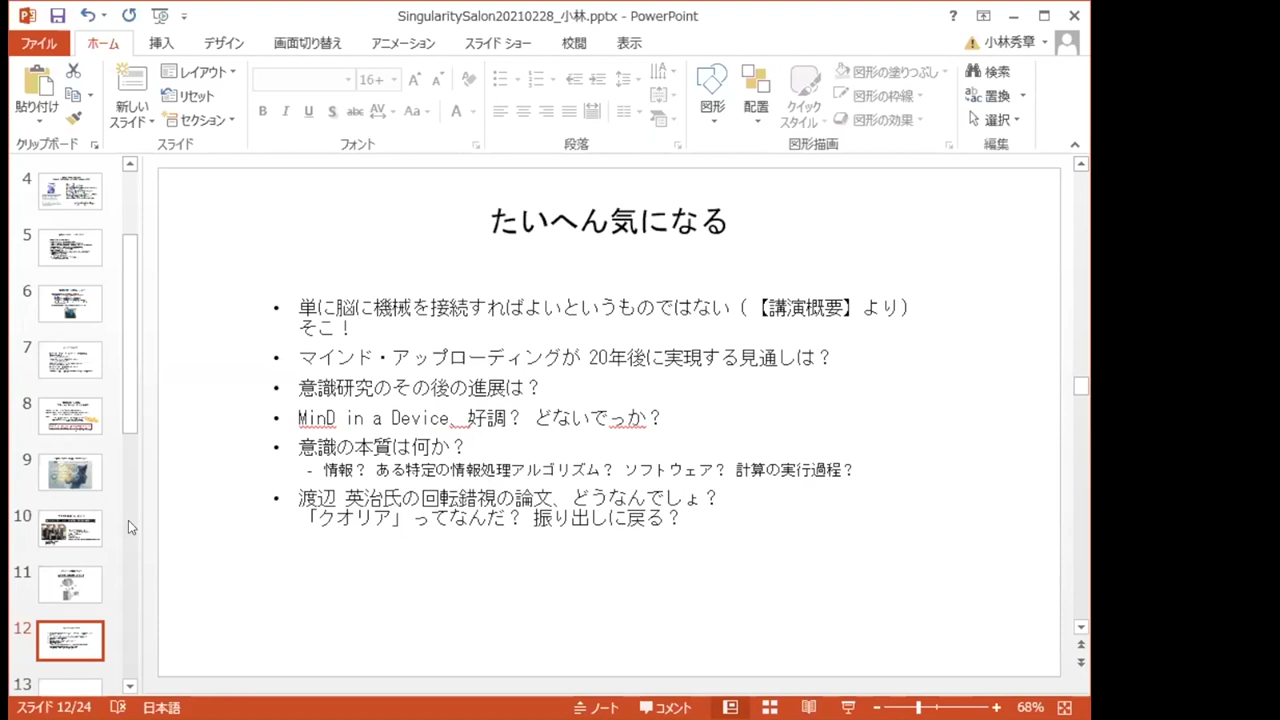 SingularitySalon20210228_小林.pptx - PowerPoint
ファイル ホーム 挿入 デザイン 画面切り替え アニメーション スライド ショー 校閲 表示 小林秀章
貼り付け 新しい スライド レイアウト リセット セクション
16+
B I U S abc AV Aa A
図形 配置 クイック スタイル 図形の塗りつぶし 図形の枠線 図形の効果
検索 置換 選択
クリップボード スライド フォント 段落 図形描画 編集
4
5
6
7
8
9
10
11
12
13
たいへん気になる
• 単に脳に機械を接続すればよいというものではない（【講演概要】より）
そこ！
• マインド・アップローディングが 20年後に実現する見通しは？
• 意識研究のその後の進展は？
• MinD in a Device、好調？ どないでっか？
• 意識の本質は何か？
- 情報？ ある特定の情報処理アルゴリズム？ ソフトウェア？ 計算の実行過程？
• 渡辺 英治氏の回転錯視の論文、どうなんでしょ？
「クオリア」ってなんだ？ 振り出しに戻る？
スライド 12/24 日本語 ノート コメント 68%